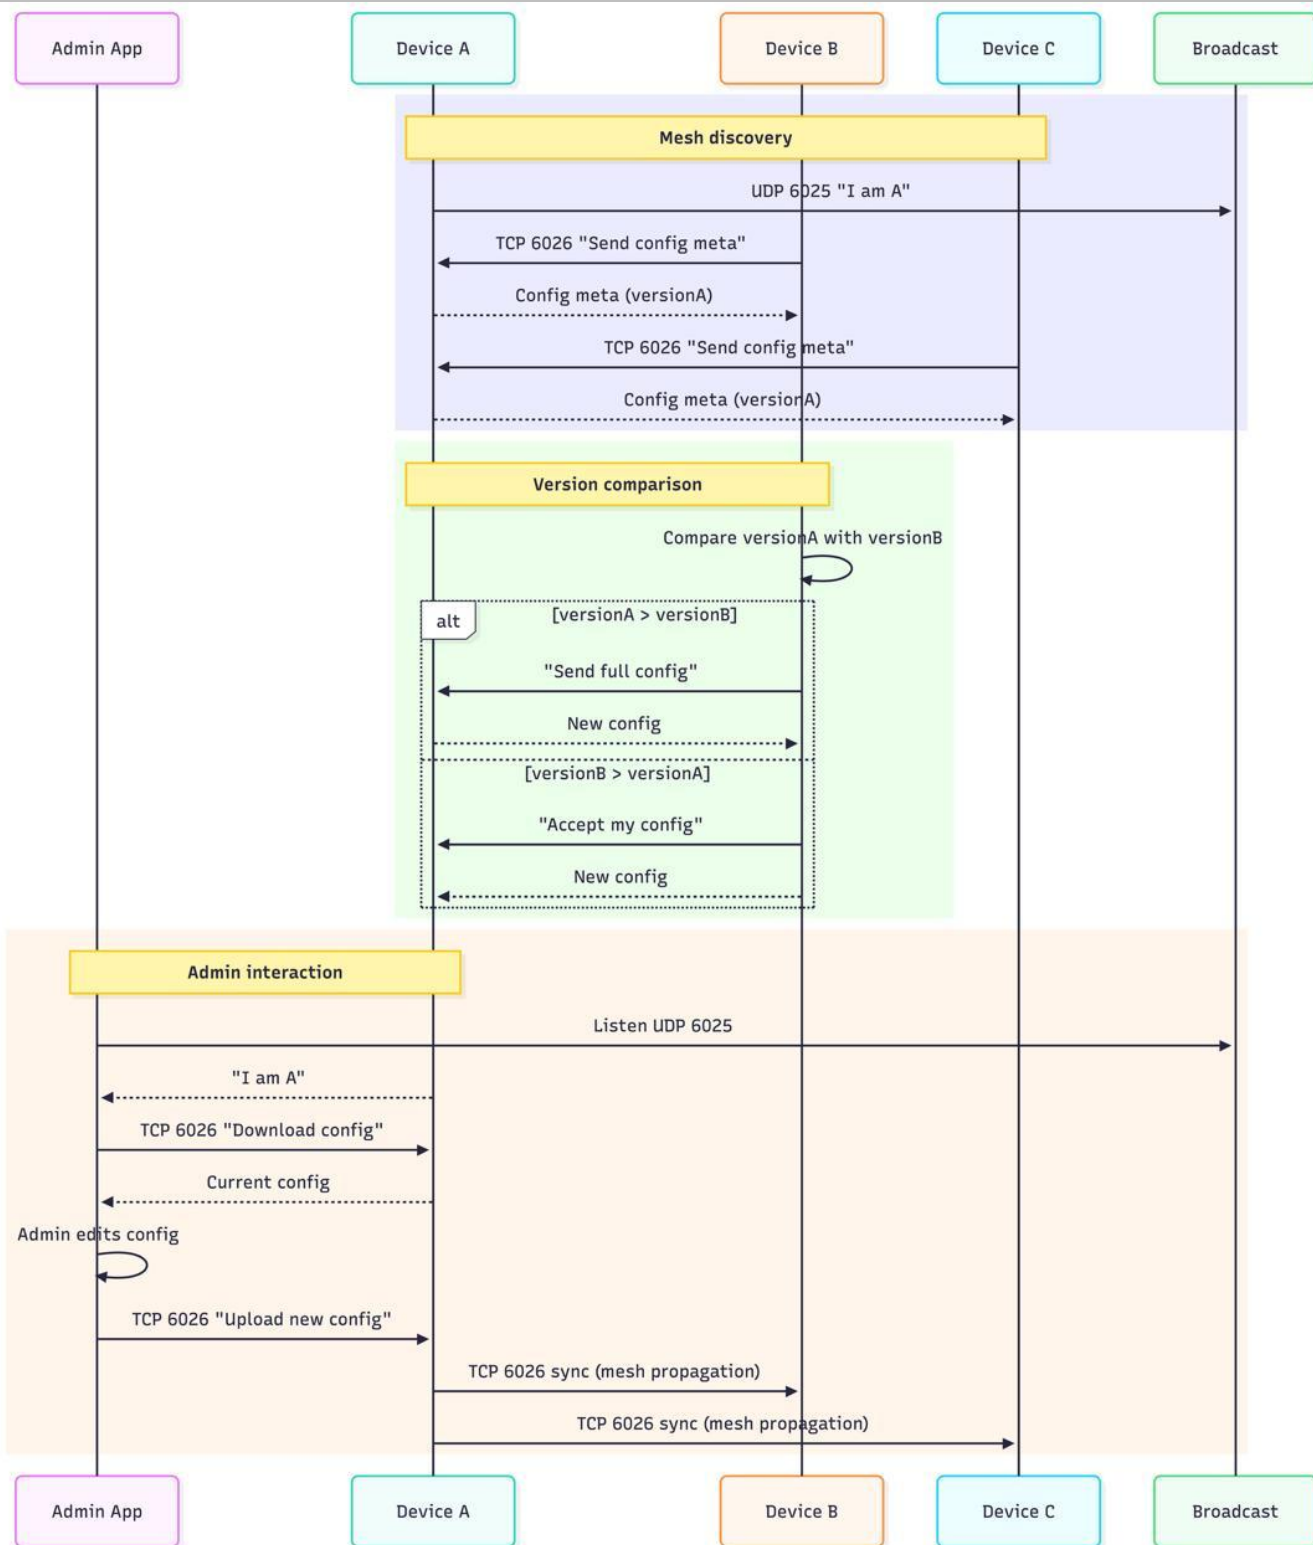 Admin App
Device A
Device B
Device C
Broadcast
Mesh discovery
UDP 6025 "I am A"
TCP 6026 "Send config meta"
Config meta (versionA)
TCP 6026 "Send config meta"
Config meta (versionA)
Version comparison
Compare versionA with versionB
alt
[versionA > versionB]
"Send full config"
New config
[versionB > versionA]
"Accept my config"
New config
Admin interaction
Listen UDP 6025
"I am A"
TCP 6026 "Download config"
Current config
Admin edits config
TCP 6026 "Upload new config"
TCP 6026 sync (mesh propagation)
TCP 6026 sync (mesh propagation)
Admin App
Device A
Device B
Device C
Broadcast